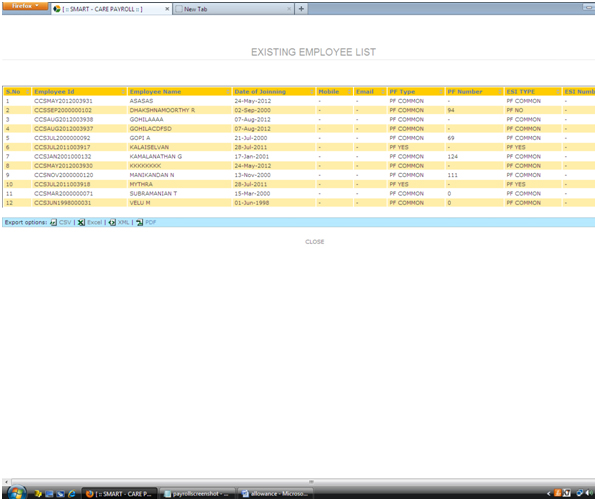 firefox
[ :: SMART - CARE PAYROLL :: ] × New Tab × +
EXISTING EMPLOYEE LIST
S.No Employee Id Employee Name Date of Joinning Mobile Email PF Type PF Number ESI TYPE ESI Numb
1 CCSMAY2012003931 ASASAS 24-May-2012 - - PF COMMON - PF COMMON -
2 CCSSEP2000000102 DHAKSHNAMOORTHY R 02-Sep-2000 - - PF COMMON 94 PF NO -
3 CCSAUG2012003938 GOHILAAAA 07-Aug-2012 - - PF COMMON - PF COMMON -
4 CCSAUG2012003937 GOHILACDFSD 07-Aug-2012 - - PF COMMON - PF COMMON -
5 CCSJUL2000000092 GOPI A 21-Jul-2000 - - PF COMMON 69 PF COMMON -
6 CCSJUL2011003917 KALAISELVAN 28-Jul-2011 - - PF YES - PF YES -
7 CCSJAN2001000132 KAMALANATHAN G 17-Jan-2001 - - PF COMMON 124 PF COMMON -
8 CCSMAY2012003930 KKKKKKKK 24-May-2012 - - PF COMMON - PF COMMON -
9 CCSNOV2000000120 MANIKANDAN N 13-Nov-2000 - - PF COMMON 111 PF COMMON -
10 CCSJUL2011003918 MYTHRA 28-Jul-2011 - - PF YES - PF YES -
11 CCSMAR2000000071 SUBRAMANIAN T 15-Mar-2000 - - PF COMMON 0 PF COMMON -
12 CCSJUN1998000031 VELU M 01-Jun-1998 - - PF COMMON 0 PF COMMON -
Export options: CSV | Excel | XML | PDF
CLOSE
[ :: SMART - CARE P... payrollscreenshot - ... allowance - Microso...